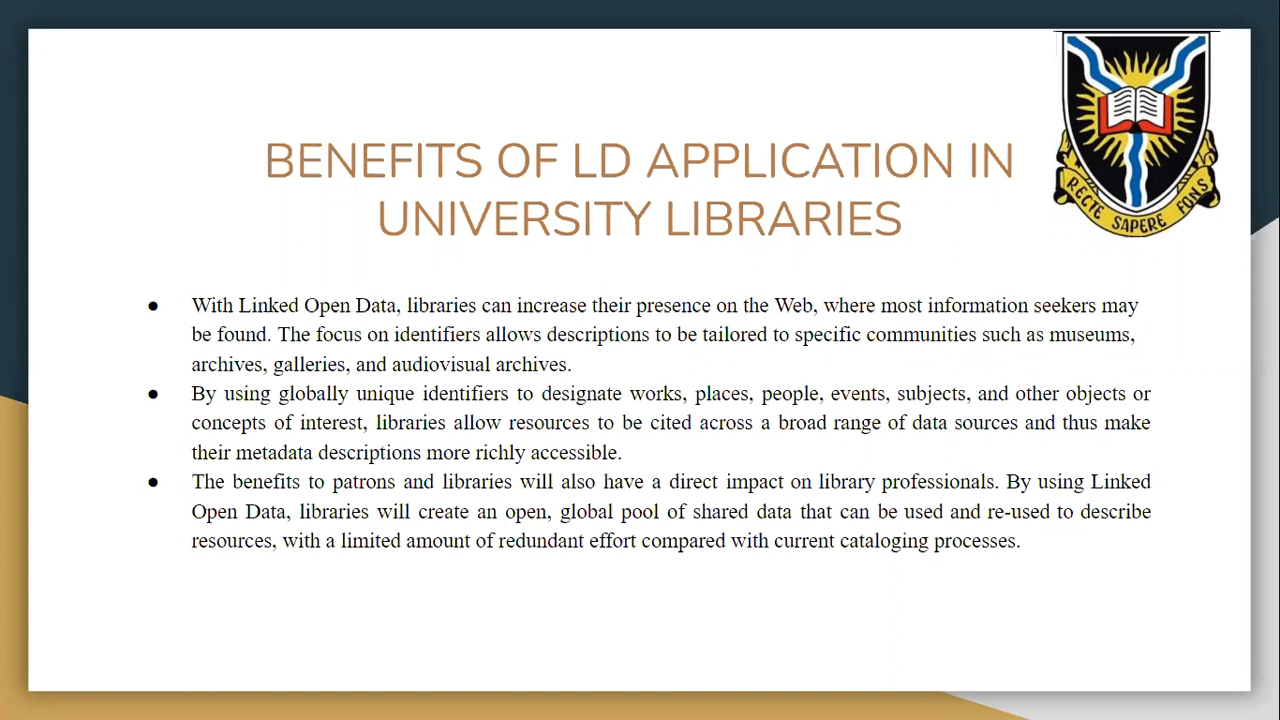 BENEFITS OF LD APPLICATION IN
UNIVERSITY LIBRARIES
RECTE SAPERE FONS
● With Linked Open Data, libraries can increase their presence on the Web, where most information seekers may
be found. The focus on identifiers allows descriptions to be tailored to specific communities such as museums,
archives, galleries, and audiovisual archives.
● By using globally unique identifiers to designate works, places, people, events, subjects, and other objects or
concepts of interest, libraries allow resources to be cited across a broad range of data sources and thus make
their metadata descriptions more richly accessible.
● The benefits to patrons and libraries will also have a direct impact on library professionals. By using Linked
Open Data, libraries will create an open, global pool of shared data that can be used and re-used to describe
resources, with a limited amount of redundant effort compared with current cataloging processes.